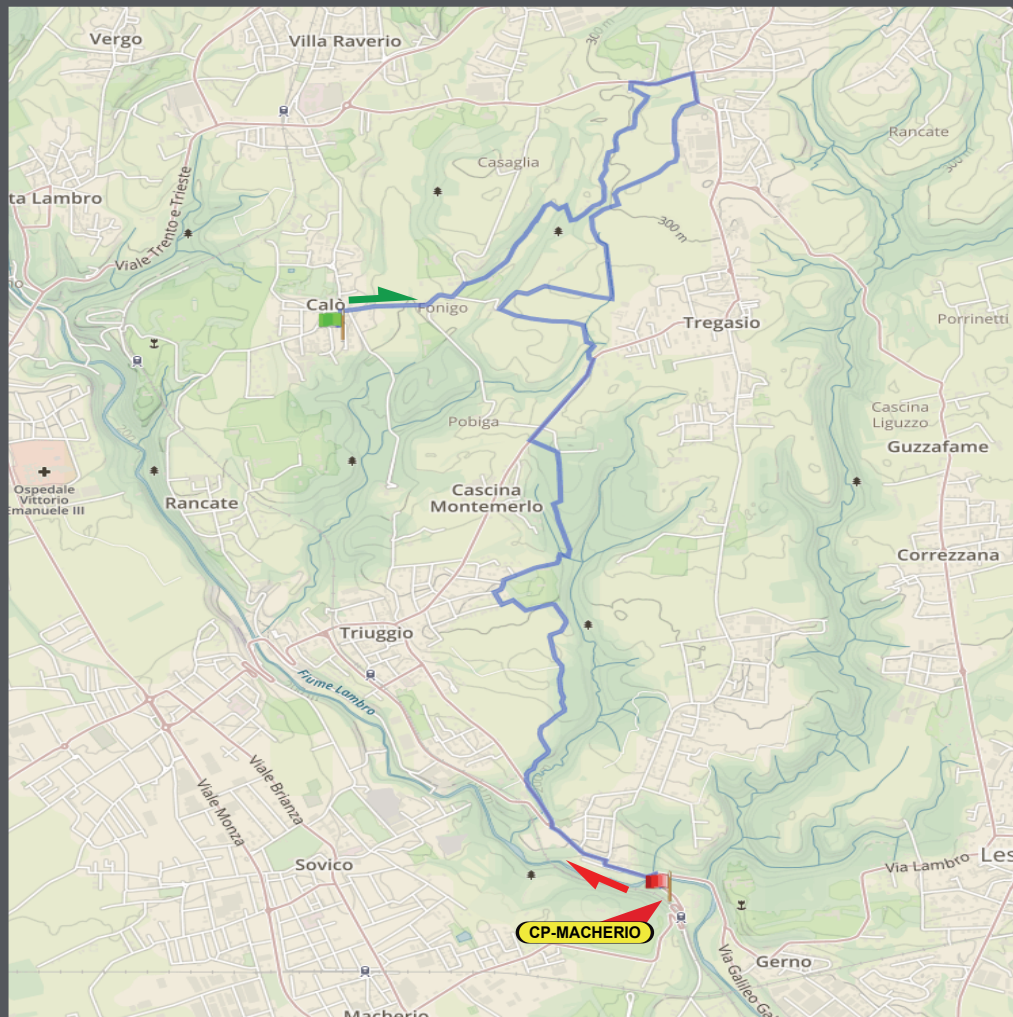 Vergo
Villa Raverio
300 m
Rancate
Casaglia
ta Lambro
Viale Trento e Trieste
300 m
Calò
Fonigo
Tregasio
Porrinetti
Pobiga
Cascina
Liguzzo
Guzzafame
Ospedale
Vittorio
Emanuele III
Rancate
Cascina
Montemerlo
Correzzana
Triuggio
Fiume Lambro
Viale Brianza
Viale Monza
Sovico
Via Lambro
Les
CP-MACHERIO
Gerno
Via Galileo Ga
Macherio